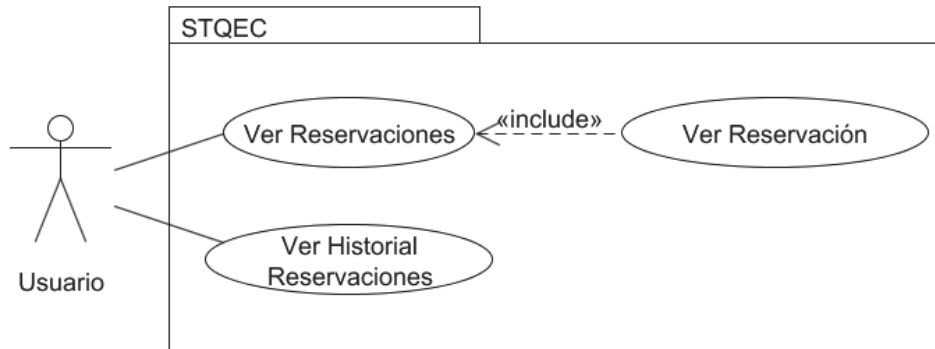 STQEC
Ver Reservaciones
«include»
Ver Reservación
Ver Historial
Reservaciones
Usuario